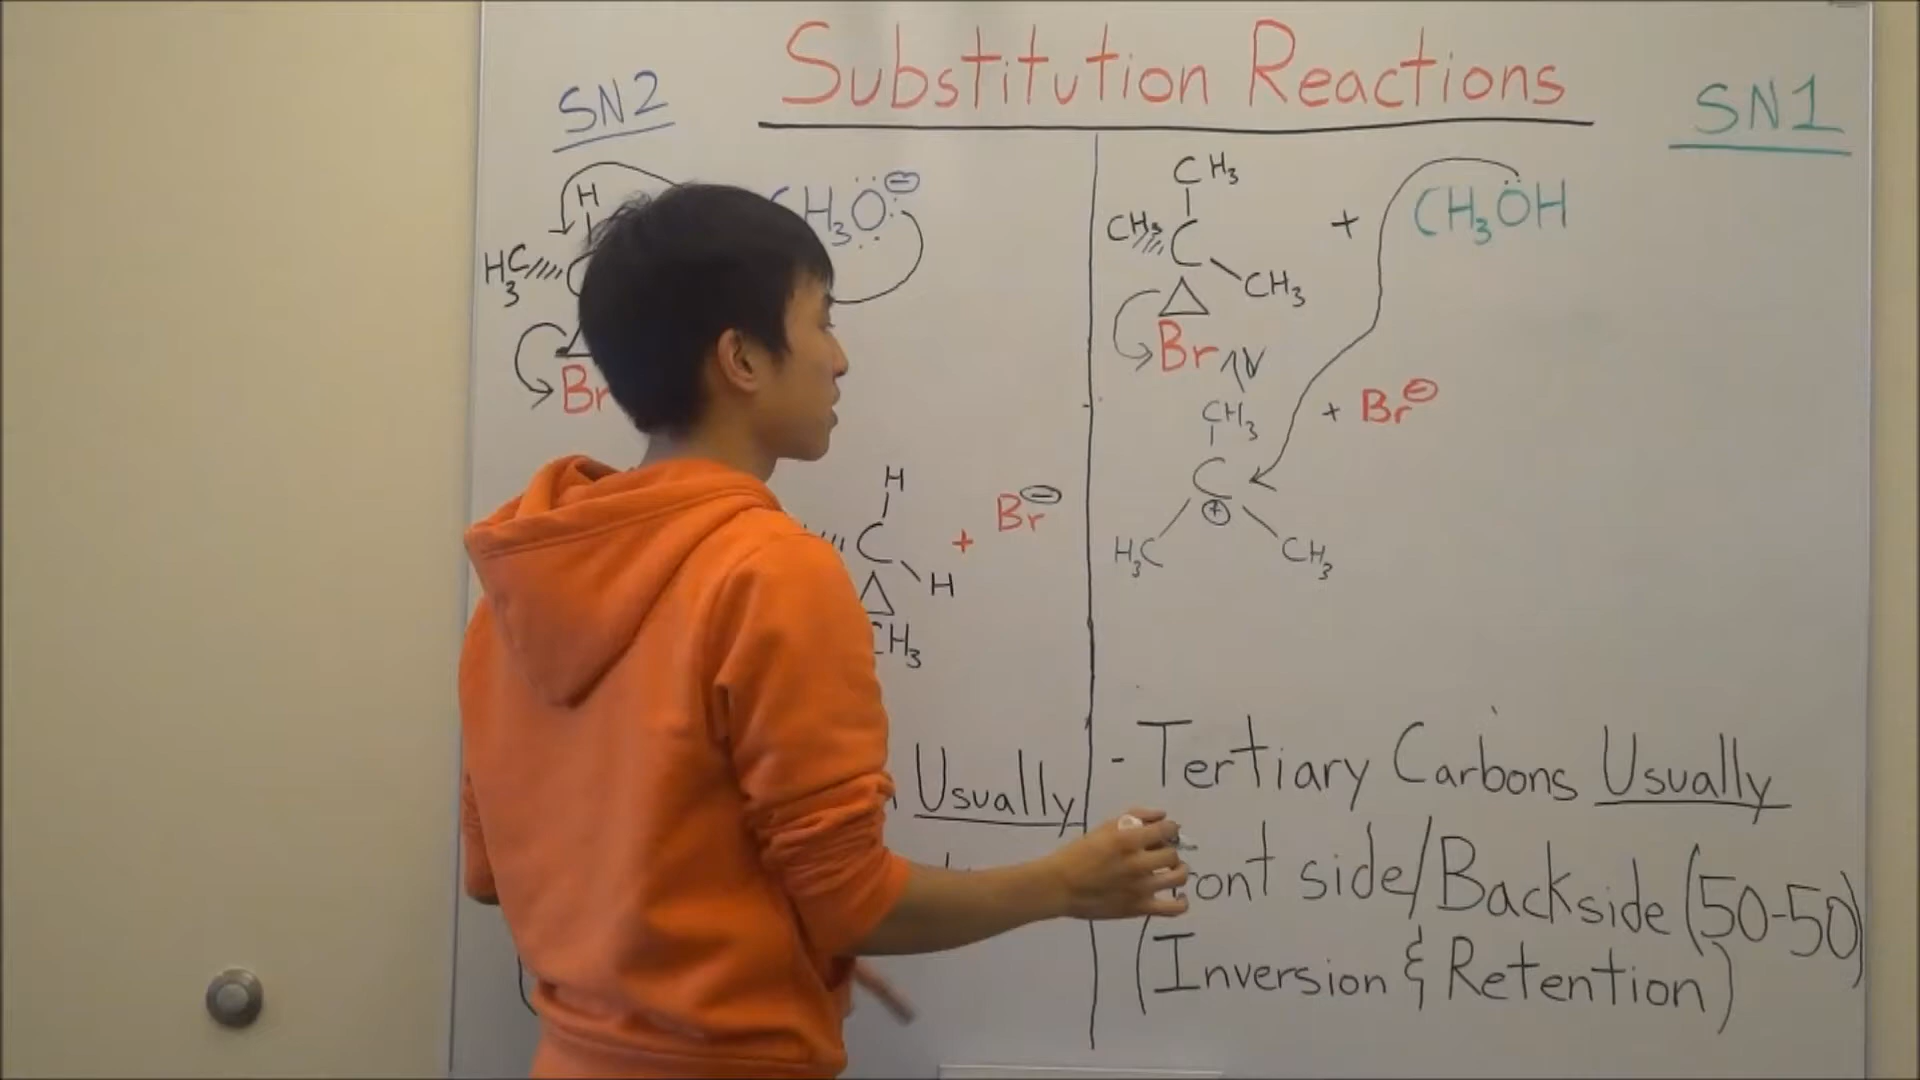 Substitution Reactions
SN2
SN1
H
H₃C
Br
H₃O ⊖
H
C
H
CH₃
+ Br ⊖
Usually
CH₃
CH₃
C
CH₃
Br
+ CH₃OH
CH₃
C
⊕
H₃C
CH₃
+ Br ⊖
- Tertiary Carbons Usually
ont side/Backside (50-50)
(Inversion & Retention)